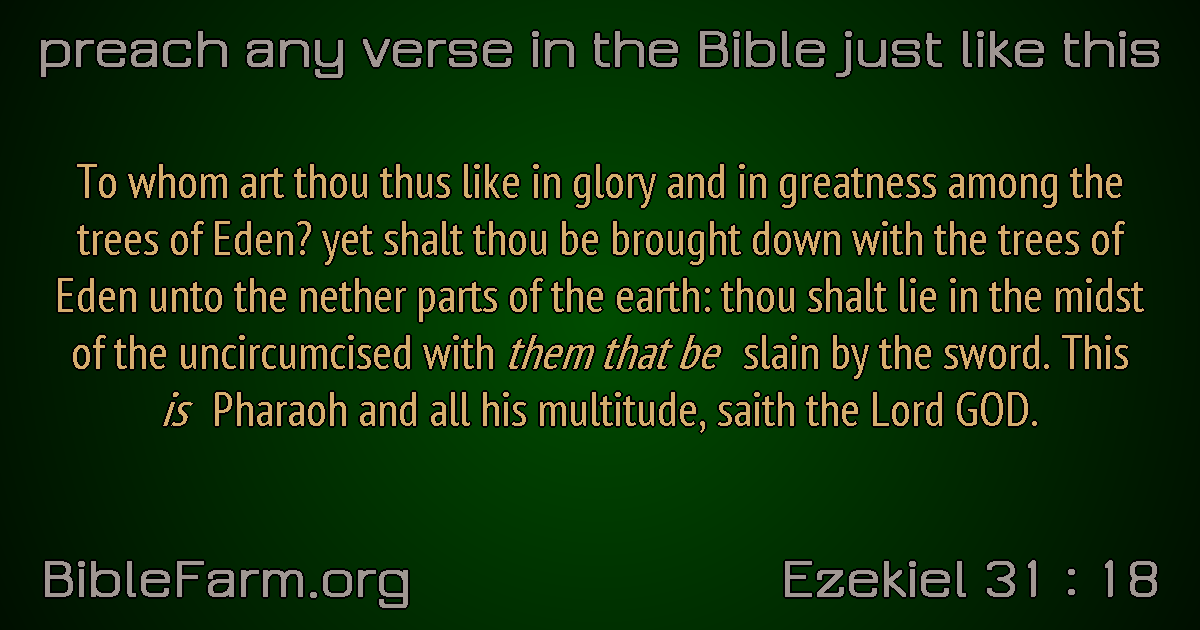 preach any verse in the Bible just like this
To whom art thou thus like in glory and in greatness among the
trees of Eden? yet shalt thou be brought down with the trees of
Eden unto the nether parts of the earth: thou shalt lie in the midst
of the uncircumcised with them that be slain by the sword. This
is Pharaoh and all his multitude, saith the Lord GOD.
BibleFarm.org
Ezekiel 31 : 18